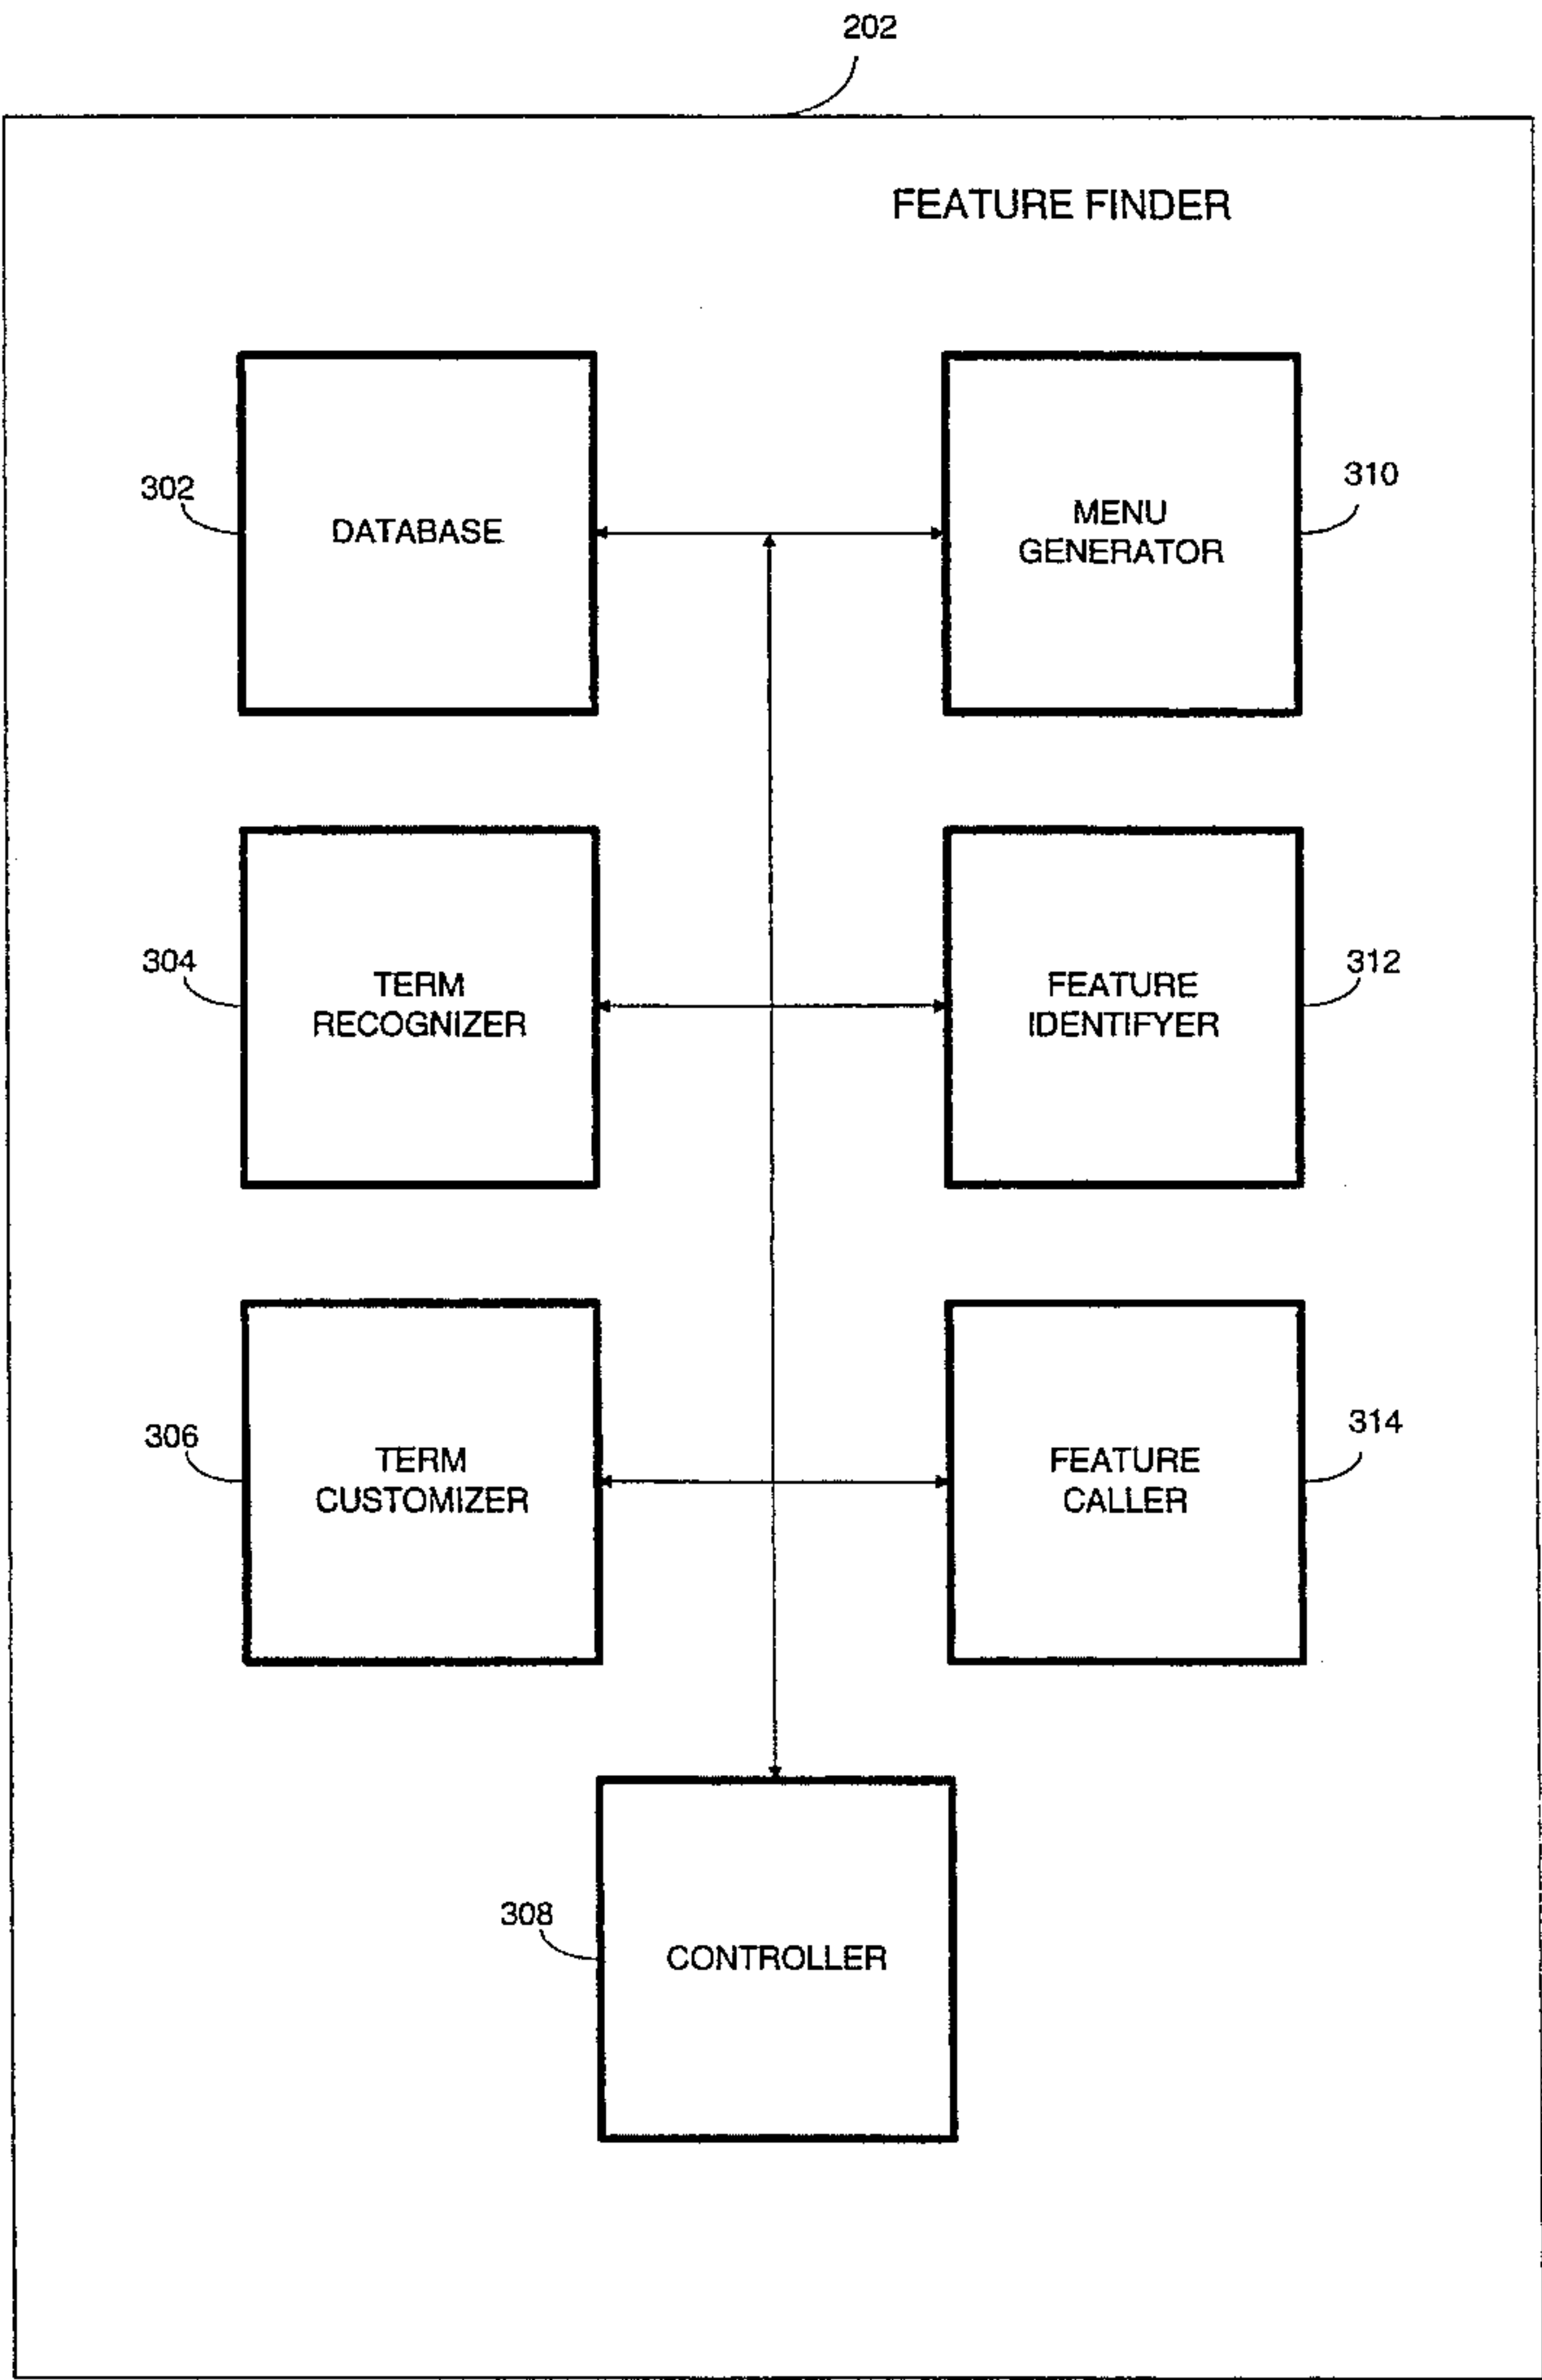 202
FEATURE FINDER
302
DATABASE
310
MENU
GENERATOR
304
TERM
RECOGNIZER
312
FEATURE
IDENTIFYER
306
TERM
CUSTOMIZER
314
FEATURE
CALLER
308
CONTROLLER